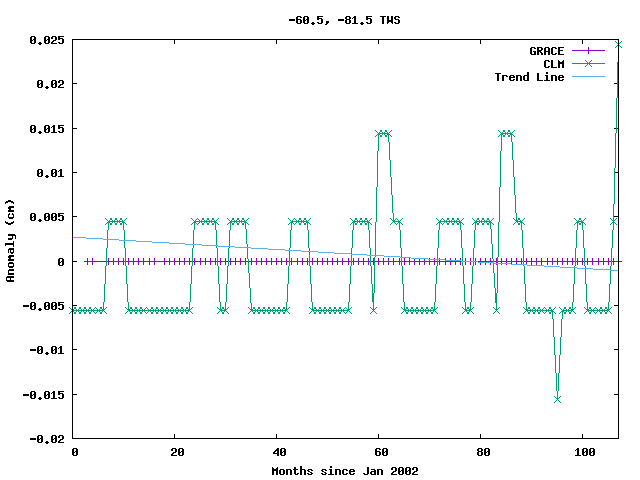 -60.5, -81.5 TWS
GRACE
CLM
Trend Line
0.025
0.02
0.015
0.01
0.005
0
-0.005
-0.01
-0.015
-0.02
Anomaly (cm)
0 20 40 60 80 100
Months since Jan 2002